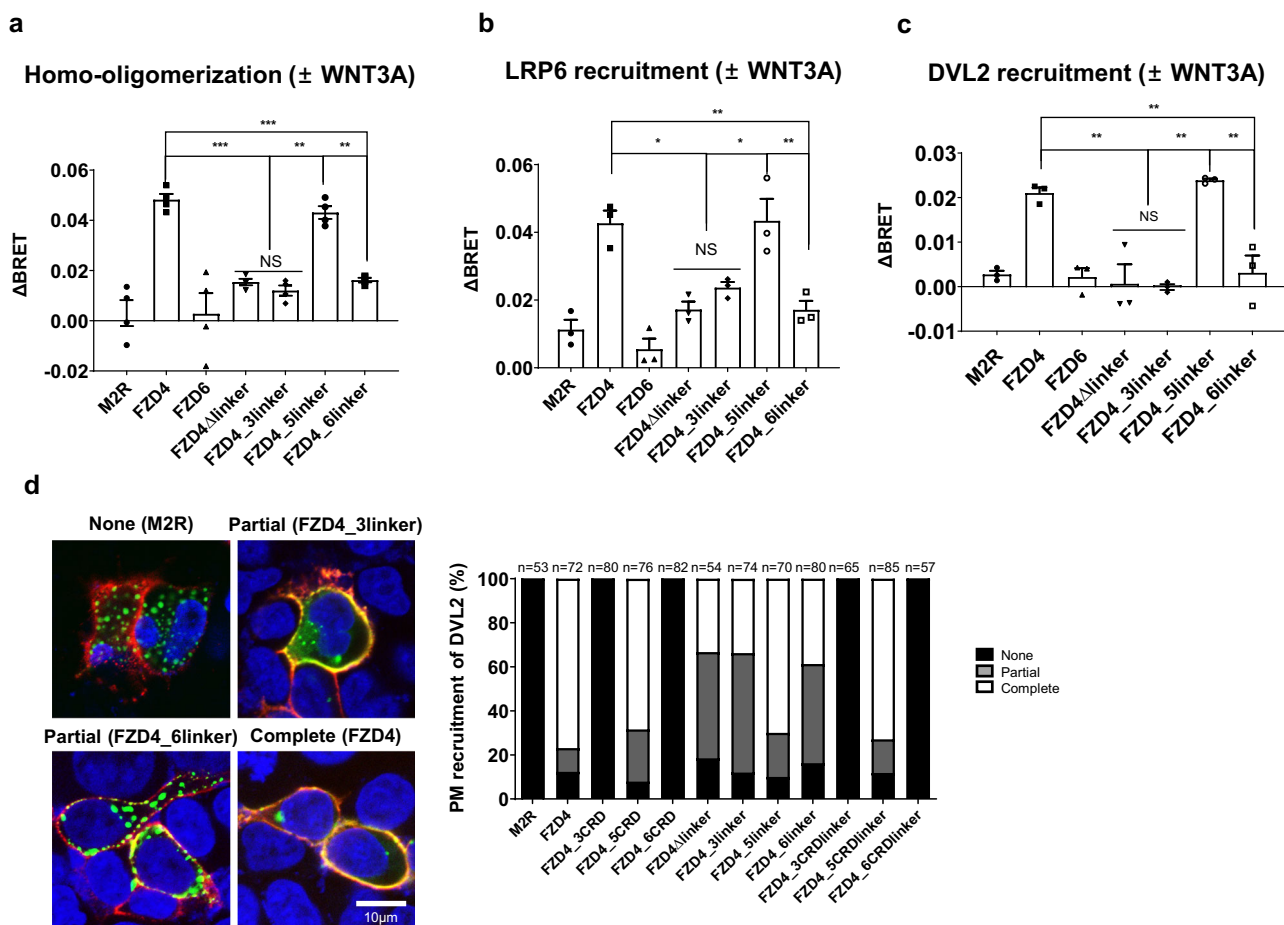 a
Homo-oligomerization (± WNT3A)
***
***
**
**
NS
ΔBRET
0.06
0.04
0.02
0.00
-0.02
M2R
FZD4
FZD6
FZD4Δlinker
FZD4_3linker
FZD4_5linker
FZD4_6linker
b
LRP6 recruitment (± WNT3A)
**
*
*
**
NS
ΔBRET
0.06
0.04
0.02
0.00
M2R
FZD4
FZD6
FZD4Δlinker
FZD4_3linker
FZD4_5linker
FZD4_6linker
c
DVL2 recruitment (± WNT3A)
**
**
**
**
NS
ΔBRET
0.03
0.02
0.01
0.00
-0.01
M2R
FZD4
FZD6
FZD4Δlinker
FZD4_3linker
FZD4_5linker
FZD4_6linker
d
None (M2R)
Partial (FZD4_3linker)
Partial (FZD4_6linker)
Complete (FZD4)
10μm
PM recruitment of DVL2 (%)
100
80
60
40
20
0
n=53 n=72 n=80 n=76 n=82 n=54 n=74 n=70 n=80 n=65 n=85 n=57
M2R
FZD4
FZD4_3CRD
FZD4_5CRD
FZD4_6CRD
FZD4Δlinker
FZD4_3linker
FZD4_5linker
FZD4_6linker
FZD4_3CRDlinker
FZD4_5CRDlinker
FZD4_6CRDlinker
None
Partial
Complete